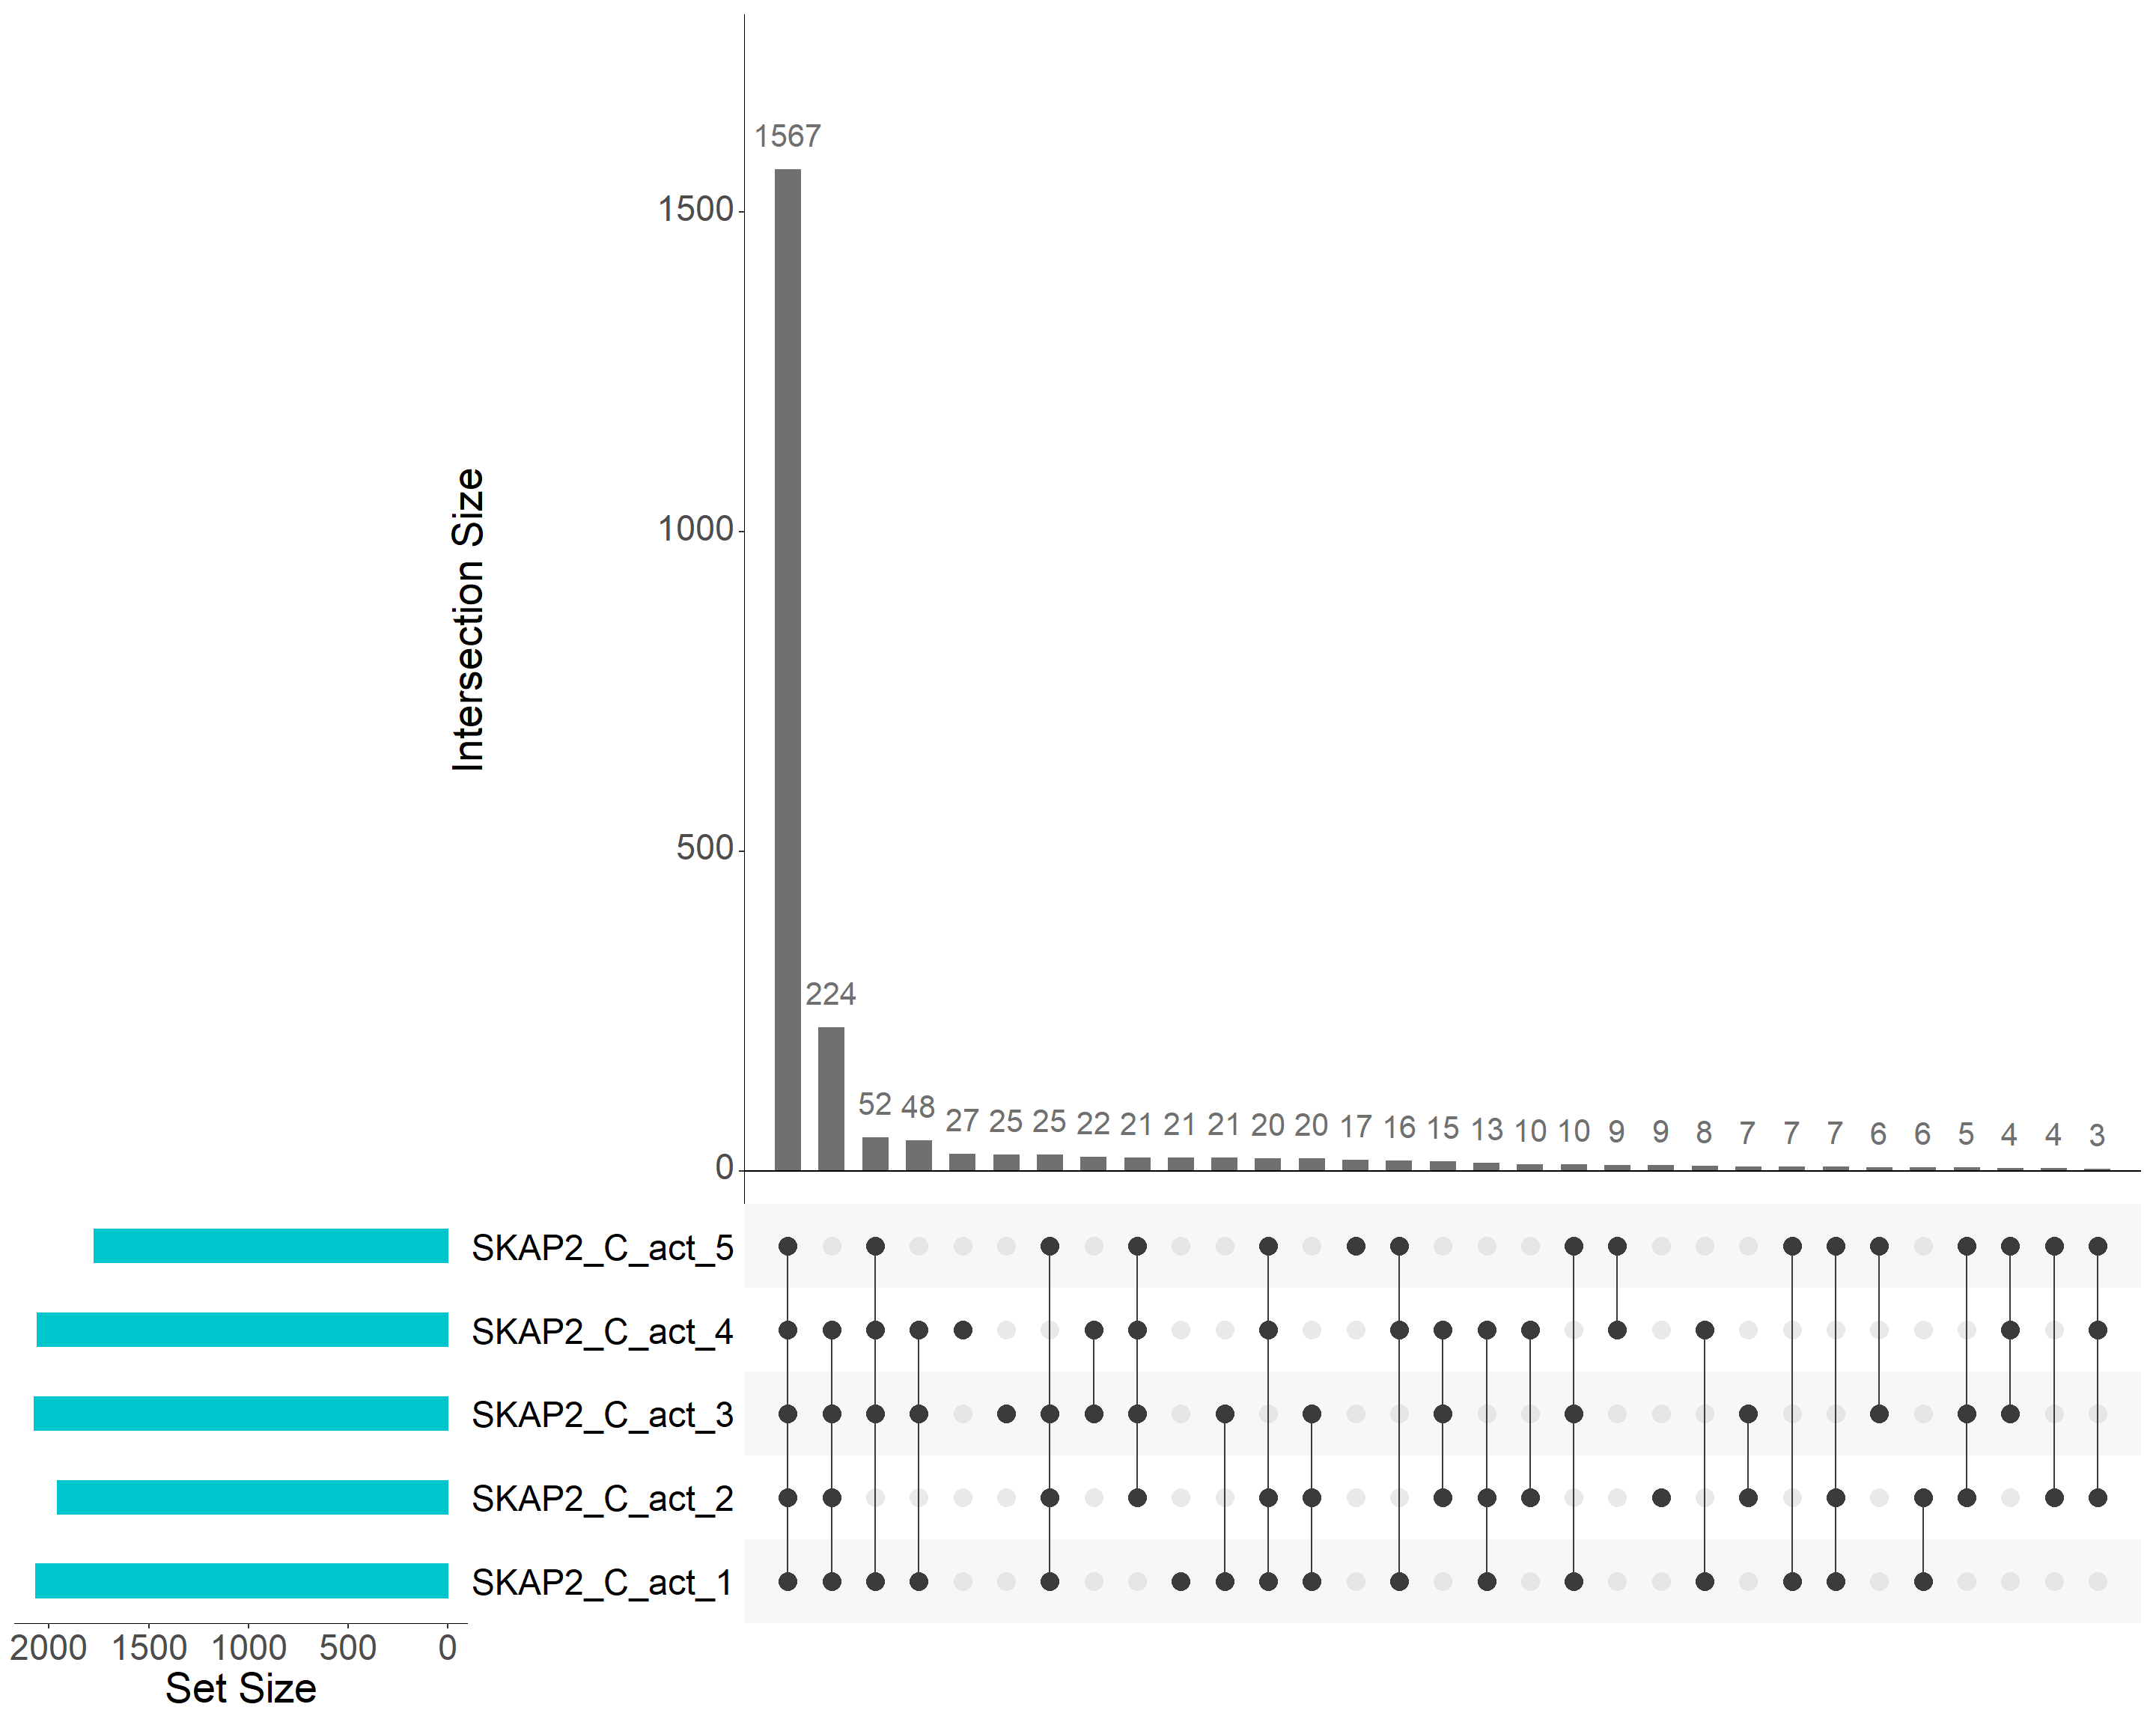 Intersection Size
1500
1000
500
0
1567
224
52 48 27 25 25 22 21 21 21 20 20 17 16 15 13 10 10 9 9 8 7 7 7 6 6 5 4 4 3
SKAP2_C_act_5
SKAP2_C_act_4
SKAP2_C_act_3
SKAP2_C_act_2
SKAP2_C_act_1
2000 1500 1000 500 0
Set Size